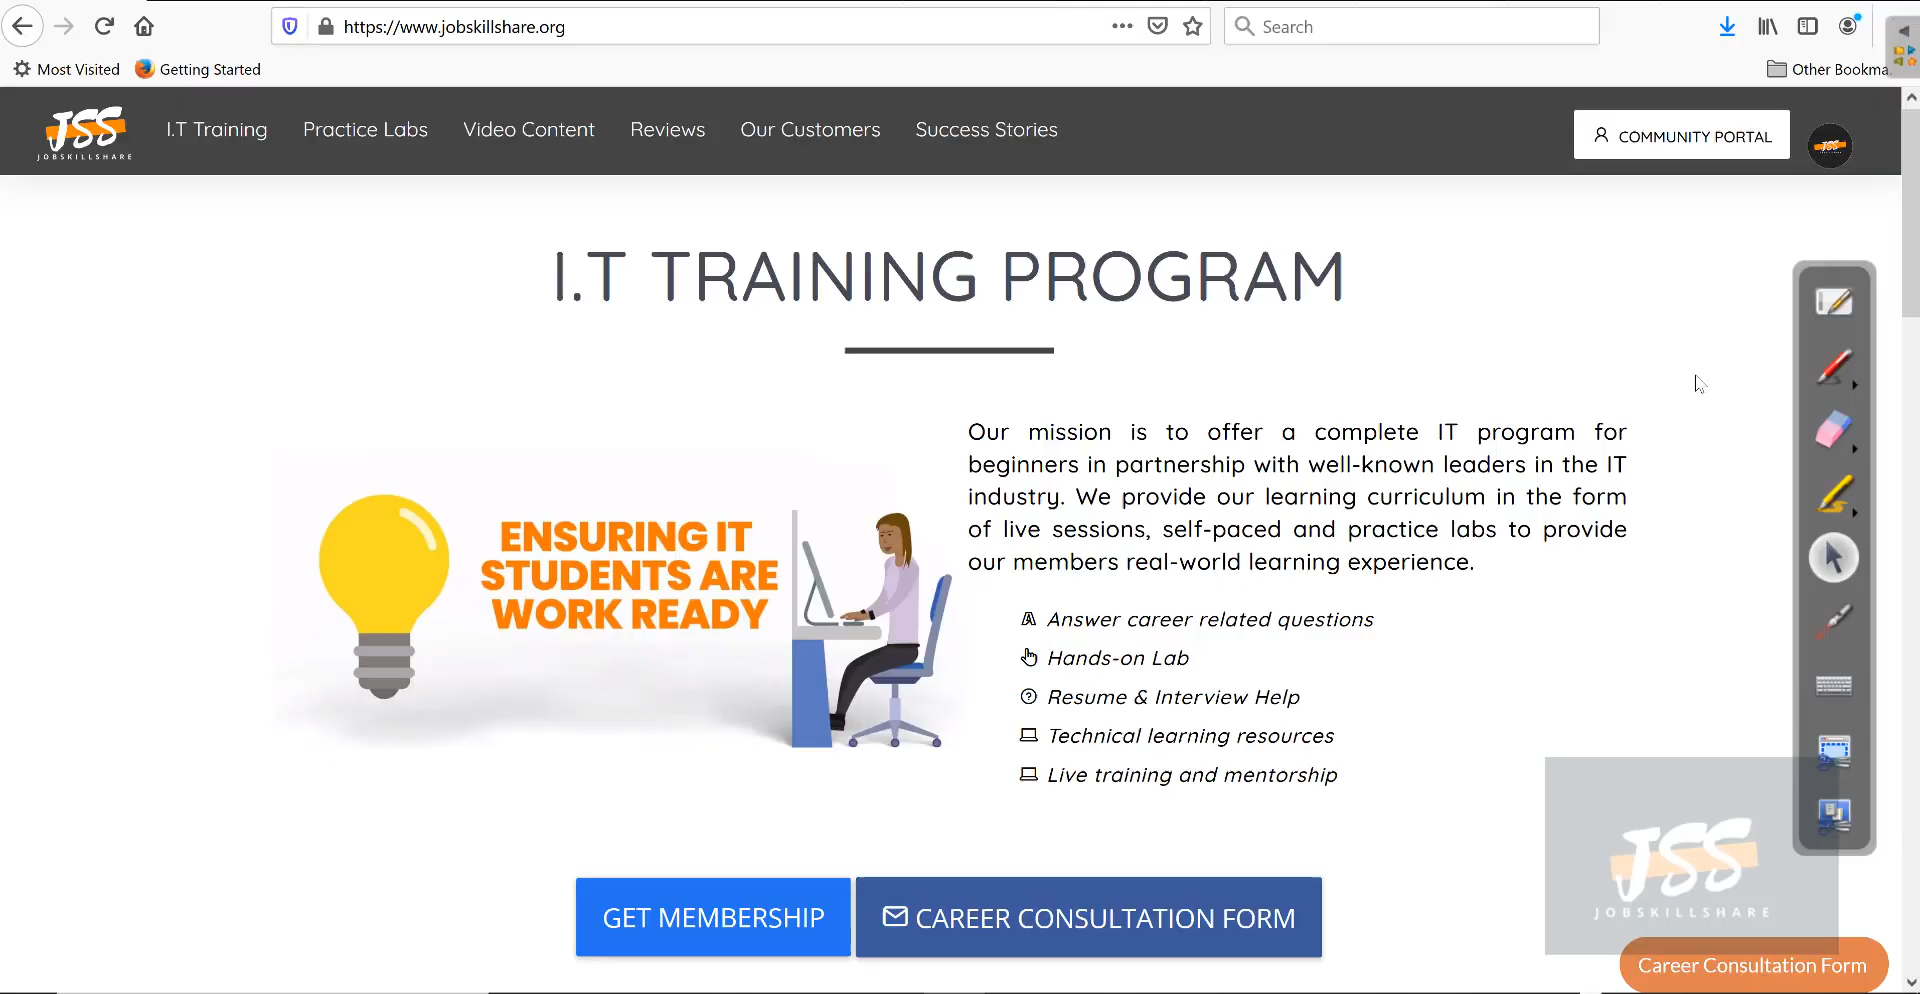 https://www.jobskillshare.org
Search
Most Visited
Getting Started
Other Bookma
JSS
JOBSKILLSHARE
I.T Training
Practice Labs
Video Content
Reviews
Our Customers
Success Stories
COMMUNITY PORTAL
JSS
I.T TRAINING PROGRAM
ENSURING IT
STUDENTS ARE
WORK READY
Our mission is to offer a complete IT program for
beginners in partnership with well-known leaders in the IT
industry. We provide our learning curriculum in the form
of live sessions, self-paced and practice labs to provide
our members real-world learning experience.
Answer career related questions
Hands-on Lab
Resume & Interview Help
Technical learning resources
Live training and mentorship
GET MEMBERSHIP
CAREER CONSULTATION FORM
JSS
JOBSKILLSHARE
Career Consultation Form